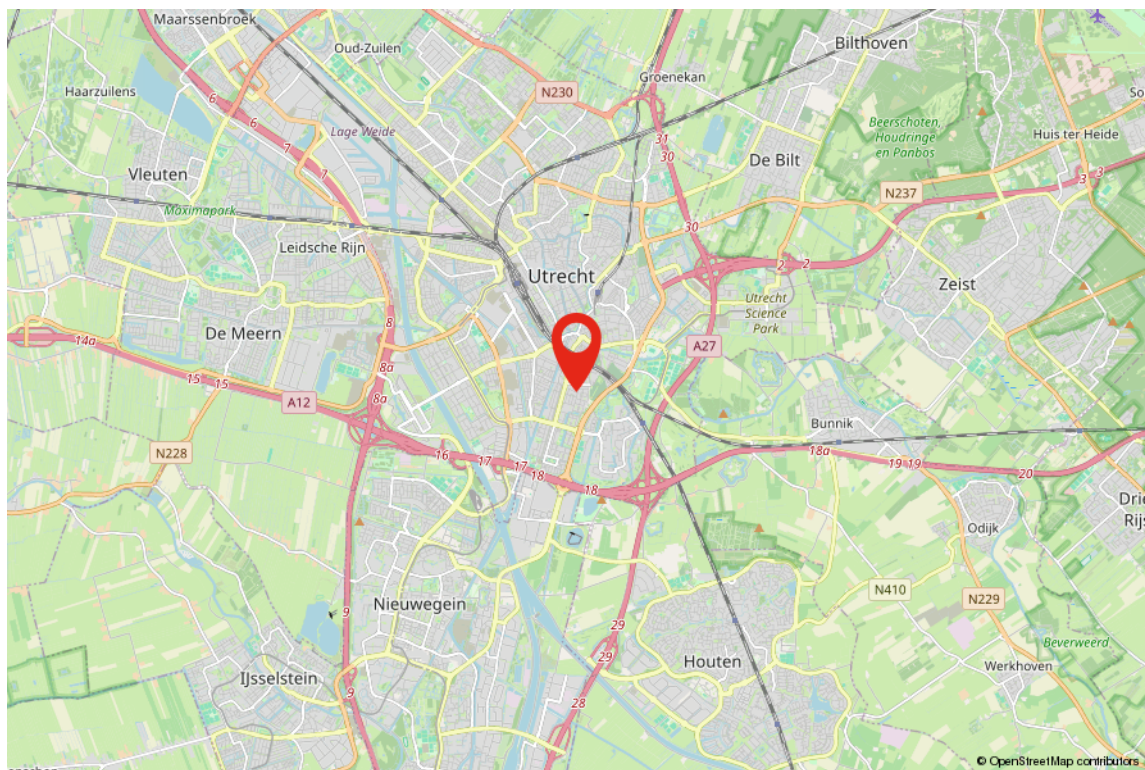 Maarssenbroek
Oud-Zuilen
Bilthoven
Groenekan
Haarzuilens
N230
6
6
Lage Weide
7
7
31
30
Beerschoten,
Houdringe
en Panbos
So
Huis ter Heide
De Bilt
Vleuten
Máximapark
N237
3
3
30
Leidsche Rijn
Utrecht
2
2
Zeist
Utrecht
Science
Park
De Meern
8
14a
A27
8a
15
15
A12
8a
Bunnik
N228
16
17
17
18
18
18a
19
19
20
Drie
Rijs
Odijk
N410
N229
Nieuwegein
9
29
29
Houten
Beverweerd
Werkhoven
IJsselstein
9
28
© OpenStreetMap contributors